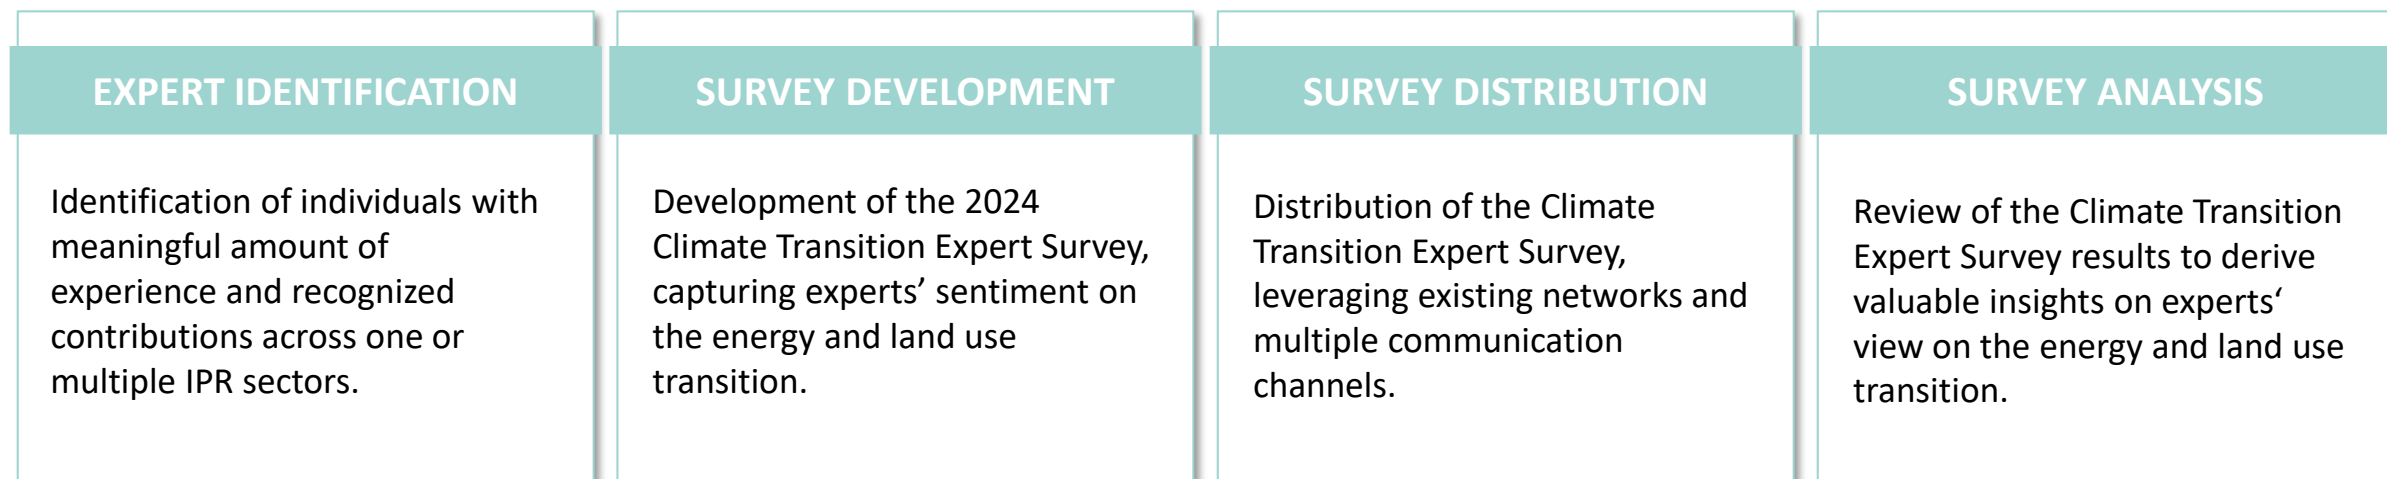 EXPERT IDENTIFICATION
Identification of individuals with
meaningful amount of
experience and recognized
contributions across one or
multiple IPR sectors.
SURVEY DEVELOPMENT
Development of the 2024
Climate Transition Expert Survey,
capturing experts’ sentiment on
the energy and land use
transition.
SURVEY DISTRIBUTION
Distribution of the Climate
Transition Expert Survey,
leveraging existing networks and
multiple communication
channels.
SURVEY ANALYSIS
Review of the Climate Transition
Expert Survey results to derive
valuable insights on experts‘
view on the energy and land use
transition.